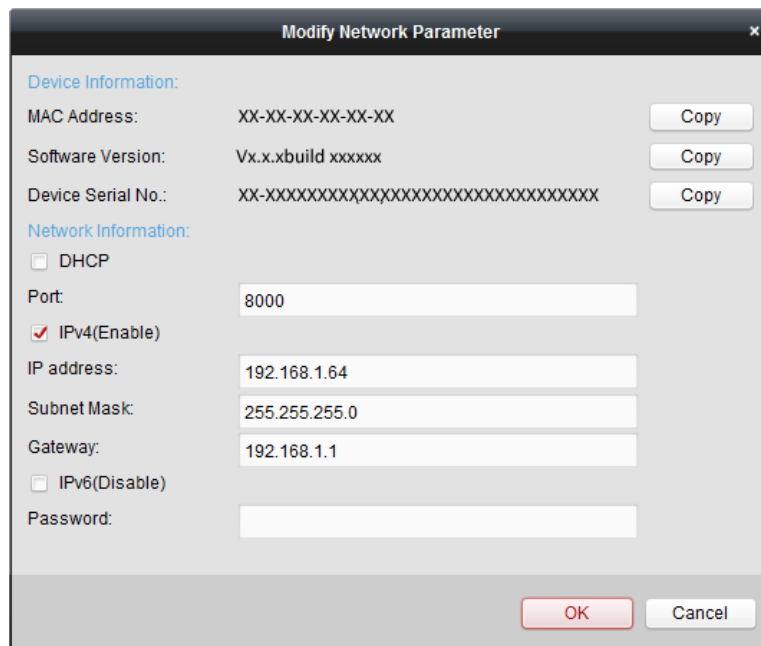 Modify Network Parameter ×
Device Information:
MAC Address: XX-XX-XX-XX-XX-XX Copy
Software Version: Vx.x.xbuild xxxxxx Copy
Device Serial No.: XX-XXXXXXXXXXXXXXXXXXXXXXXXXXXXXXX Copy
Network Information:
DHCP
Port: 8000
IPv4(Enable)
IP address: 192.168.1.64
Subnet Mask: 255.255.255.0
Gateway: 192.168.1.1
IPv6(Disable)
Password:
OK Cancel